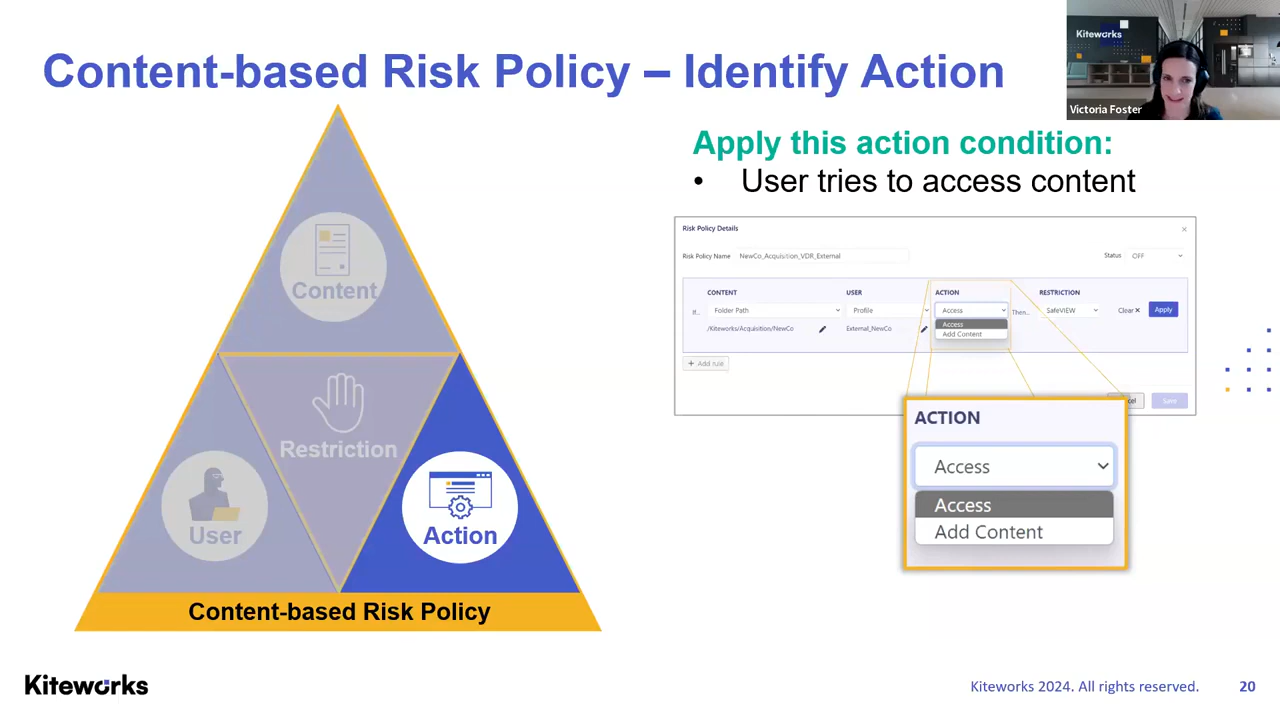 Content-based Risk Policy – Identify Action
Kiteworks
Victoria Foster
Content
Restriction
User
Action
Content-based Risk Policy
Apply this action condition:
• User tries to access content
Risk Policy Details
×
Risk Policy Name NewCo_Acquisition_VDR_External Status OFF
CONTENT USER ACTION RESTRICTION
If... Folder Path Profile Access Then... SafeVIEW Clear × Apply
/Kiteworks/Acquisition/NewCo External_NewCo Access
Add Content
+ Add rule
Save
ACTION
Access
Access
Add Content
Kiteworks
Kiteworks 2024. All rights reserved. 20